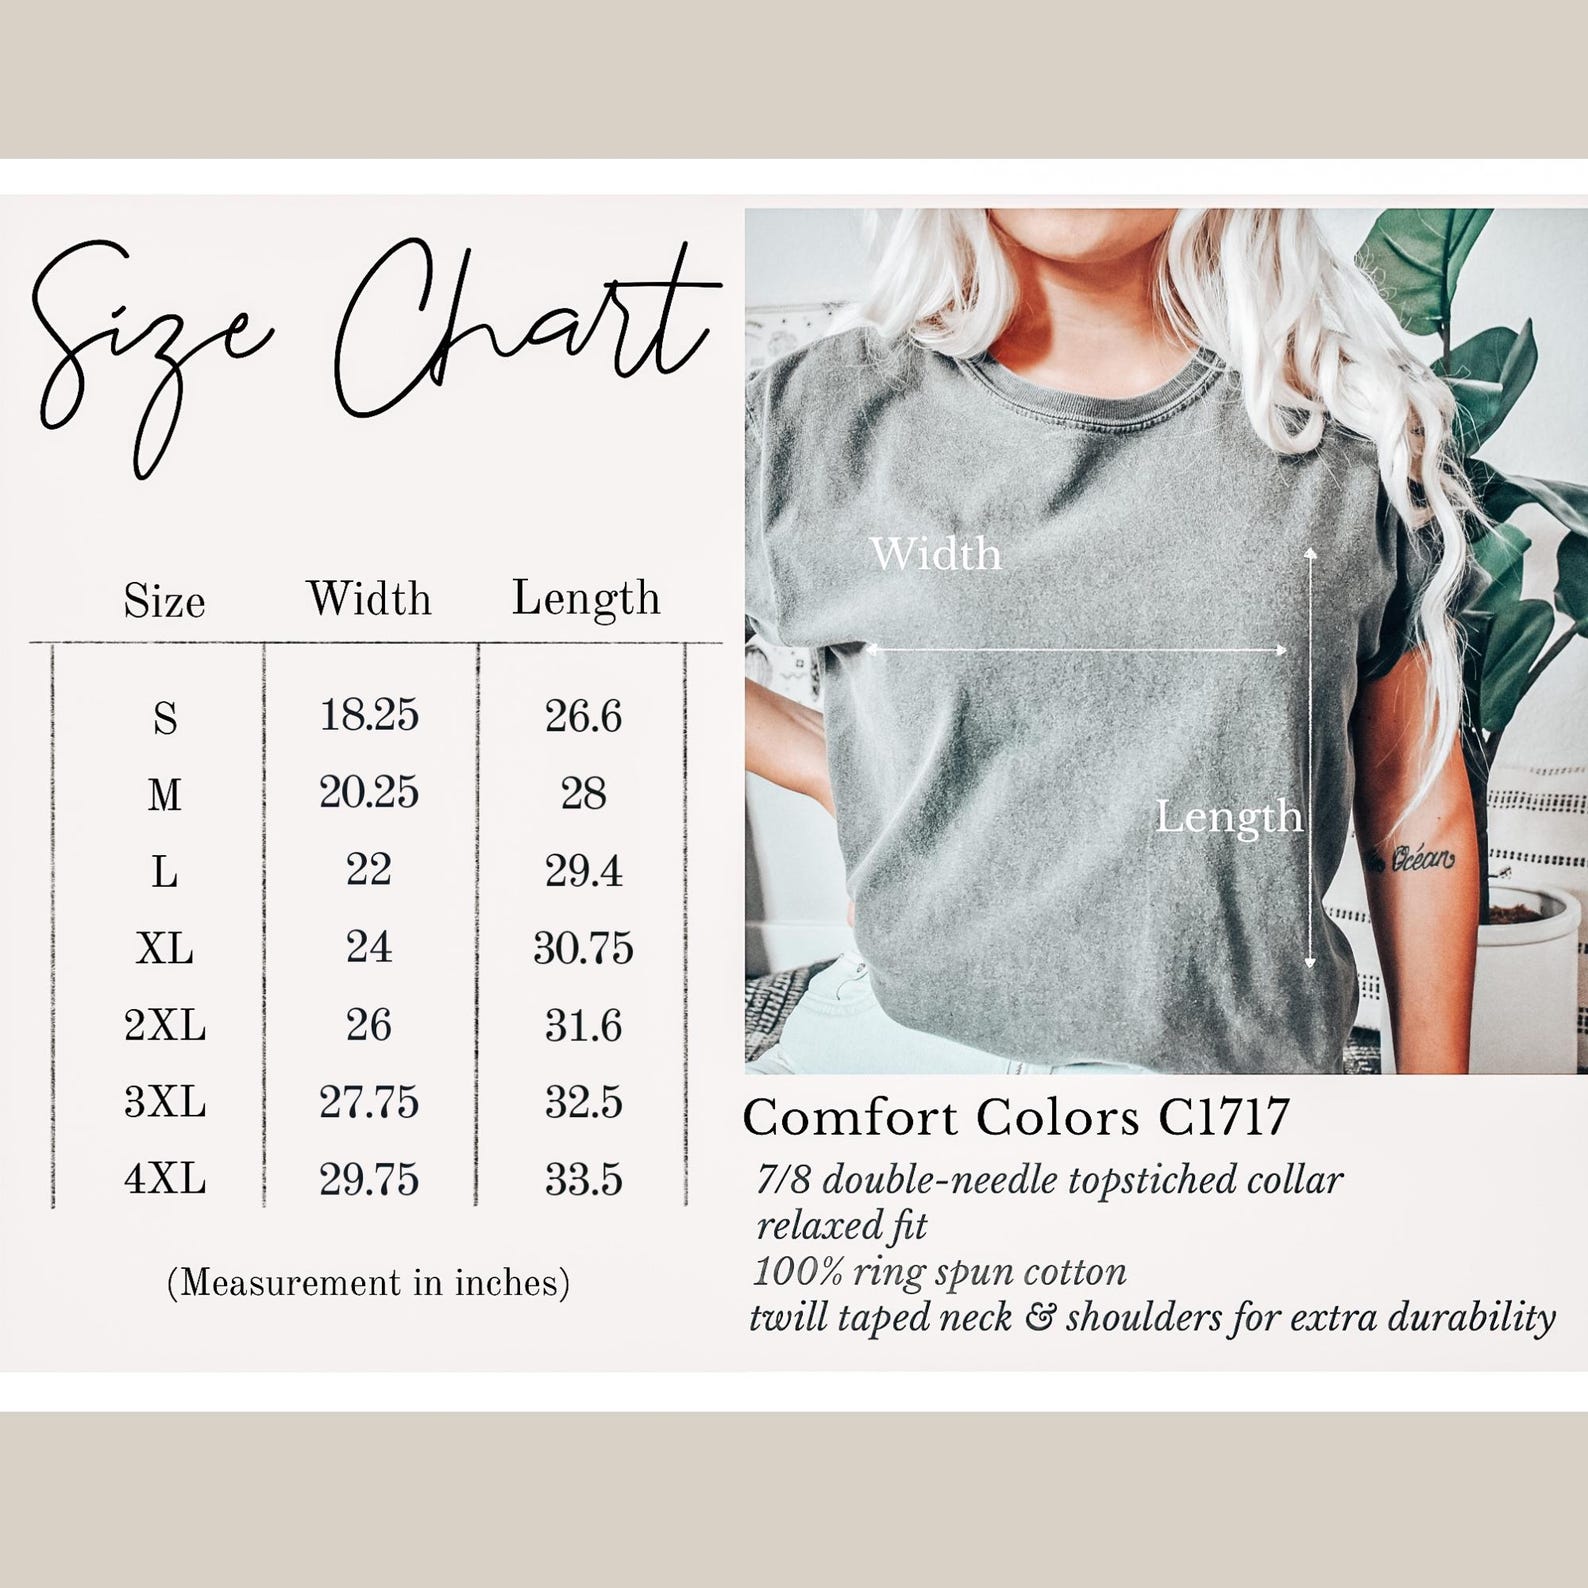 Size Chart
Size Width Length
S 18.25 26.6
M 20.25 28
L 22 29.4
XL 24 30.75
2XL 26 31.6
3XL 27.75 32.5
4XL 29.75 33.5
(Measurement in inches)
Width
Length
Océan
Comfort Colors C1717
7/8 double-needle topstiched collar
relaxed fit
100% ring spun cotton
twill taped neck & shoulders for extra durability